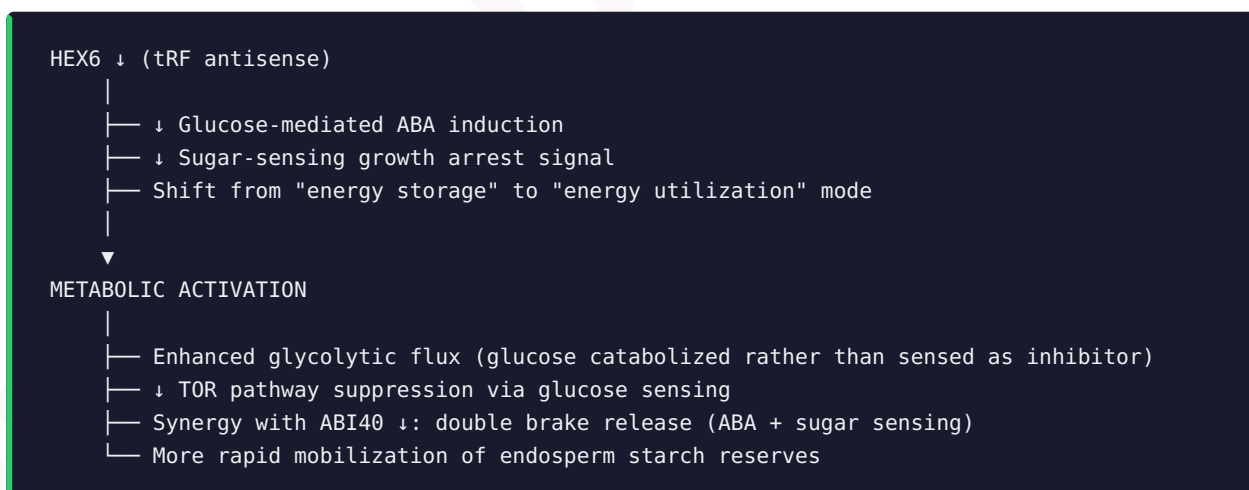 HEX6 ↓ (tRF antisense)
│
├── ↓ Glucose-mediated ABA induction
├── ↓ Sugar-sensing growth arrest signal
├── Shift from "energy storage" to "energy utilization" mode
│
▼
METABOLIC ACTIVATION
│
├── Enhanced glycolytic flux (glucose catabolized rather than sensed as inhibitor)
├── ↓ TOR pathway suppression via glucose sensing
├── Synergy with ABI40 ↓: double brake release (ABA + sugar sensing)
└── More rapid mobilization of endosperm starch reserves